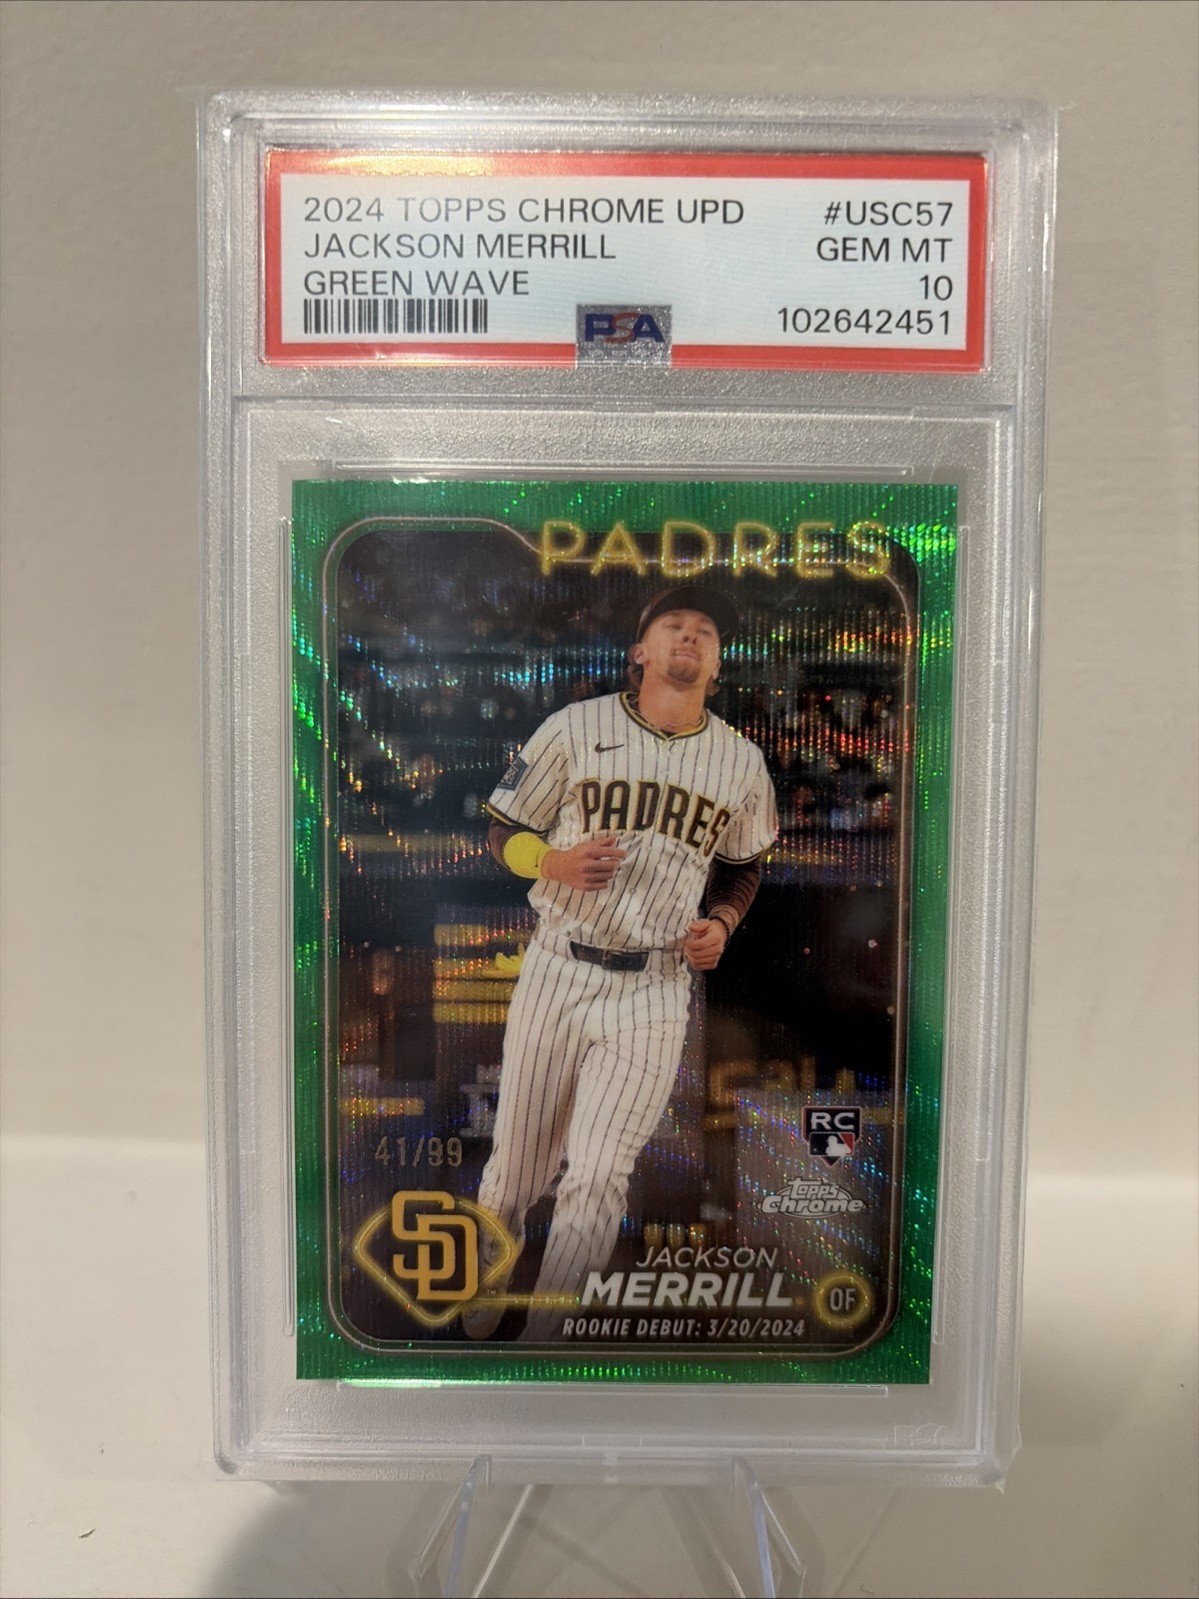 2024 TOPPS CHROME UPD #USC57
JACKSON MERRILL GEM MT
GREEN WAVE 10
102642451
PSA
PADRES
PADRES
41/99
RC
Topps
Chrome
SD
JACKSON
MERRILL
OF
ROOKIE DEBUT: 3/20/2024